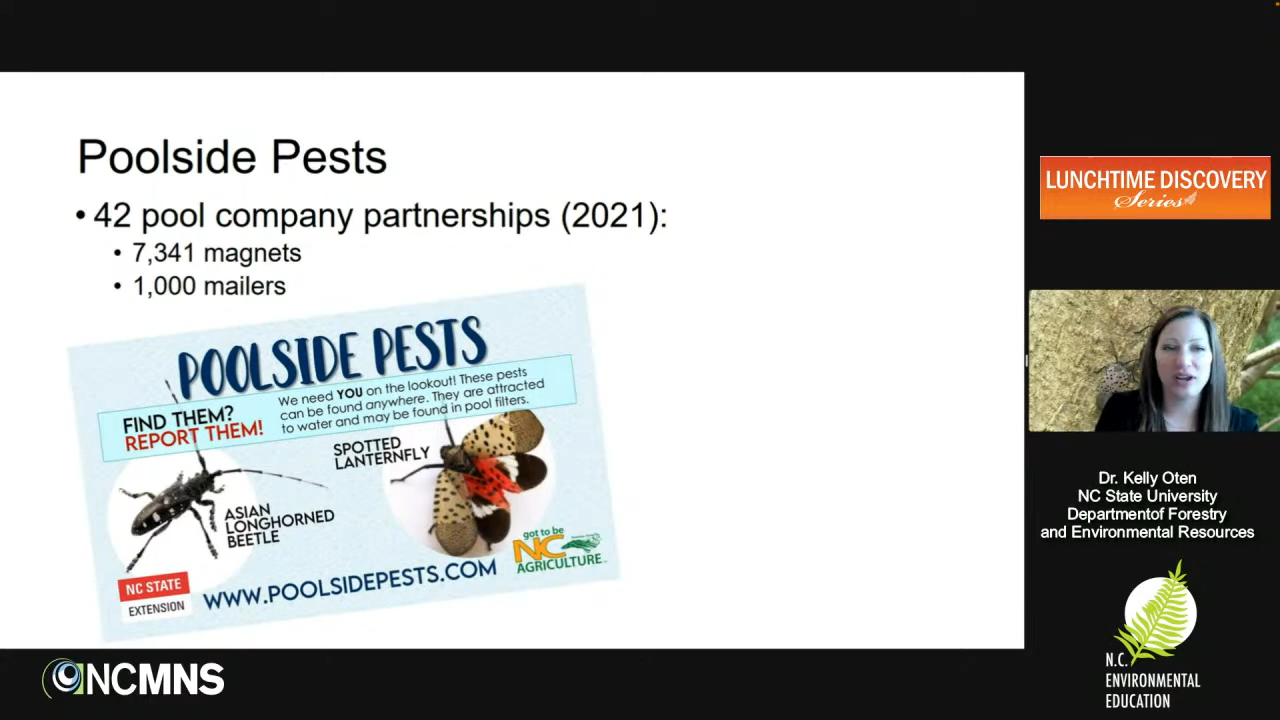 Poolside Pests
• 42 pool company partnerships (2021):
• 7,341 magnets
• 1,000 mailers
POOLSIDE PESTS
FIND THEM?
REPORT THEM!
We need YOU on the lookout! These pests
can be found anywhere. They are attracted
to water and may be found in pool filters.
SPOTTED
LANTERNFLY
ASIAN
LONGHORNED
BEETLE
NC STATE
EXTENSION
WWW.POOLSIDEPESTS.COM
got to be
NC
AGRICULTURE
NCMNS
LUNCHTIME DISCOVERY
Series
Dr. Kelly Oten
NC State University
Departmentof Forestry
and Environmental Resources
N.C.
ENVIRONMENTAL
EDUCATION